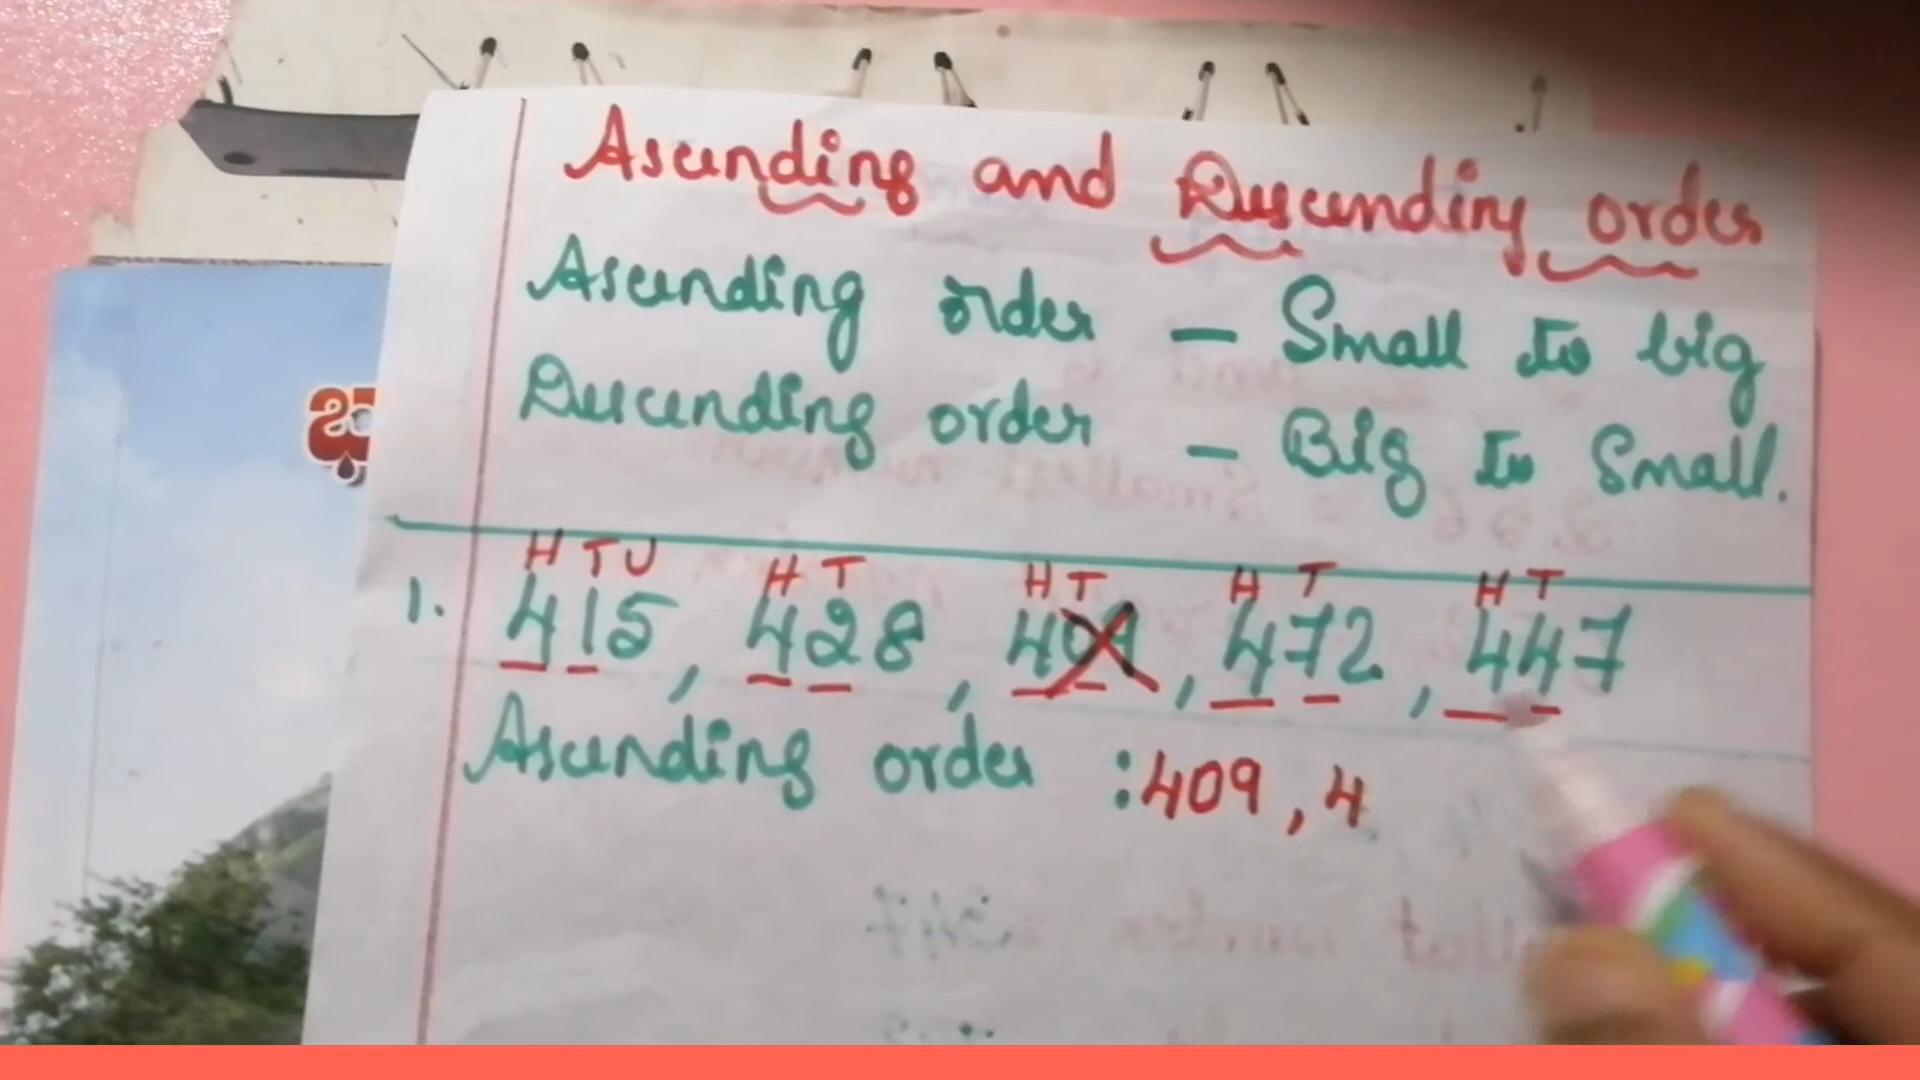 Ascending and Descending order
Ascending order - Small to big
Descending order - Big to Small.
H T U H T H T H T H T
1. 415, 428, 409, 472, 447
Ascending order : 409, 4